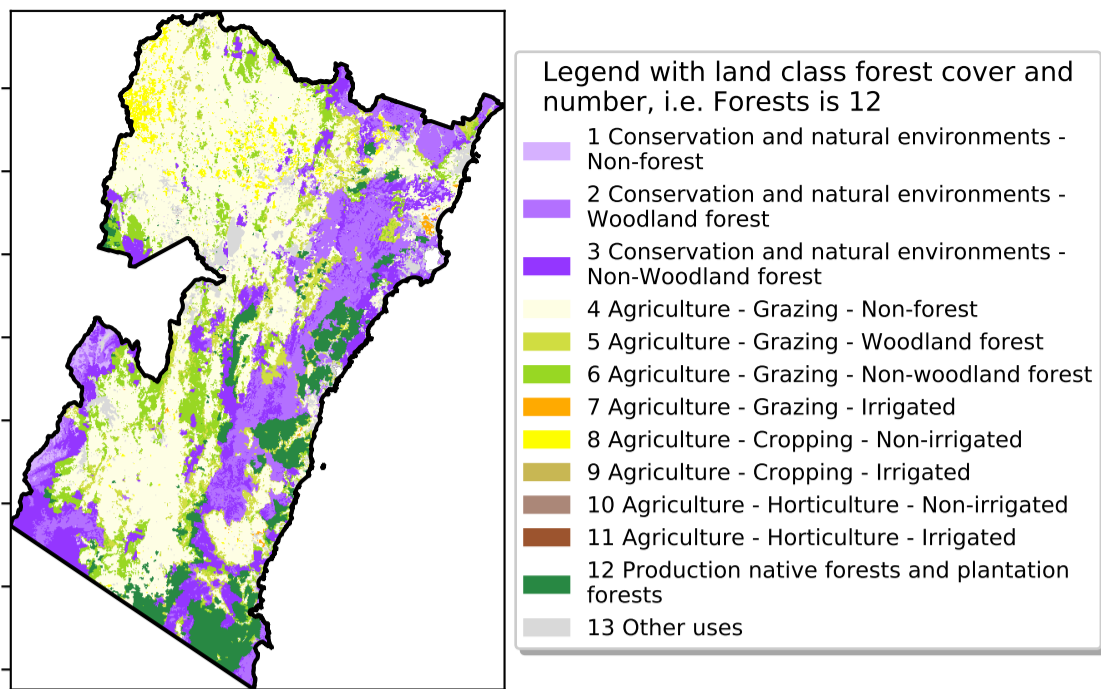 Legend with land class forest cover and
number, i.e. Forests is 12
1 Conservation and natural environments -
Non-forest
2 Conservation and natural environments -
Woodland forest
3 Conservation and natural environments -
Non-Woodland forest
4 Agriculture - Grazing - Non-forest
5 Agriculture - Grazing - Woodland forest
6 Agriculture - Grazing - Non-woodland forest
7 Agriculture - Grazing - Irrigated
8 Agriculture - Cropping - Non-irrigated
9 Agriculture - Cropping - Irrigated
10 Agriculture - Horticulture - Non-irrigated
11 Agriculture - Horticulture - Irrigated
12 Production native forests and plantation
forests
13 Other uses